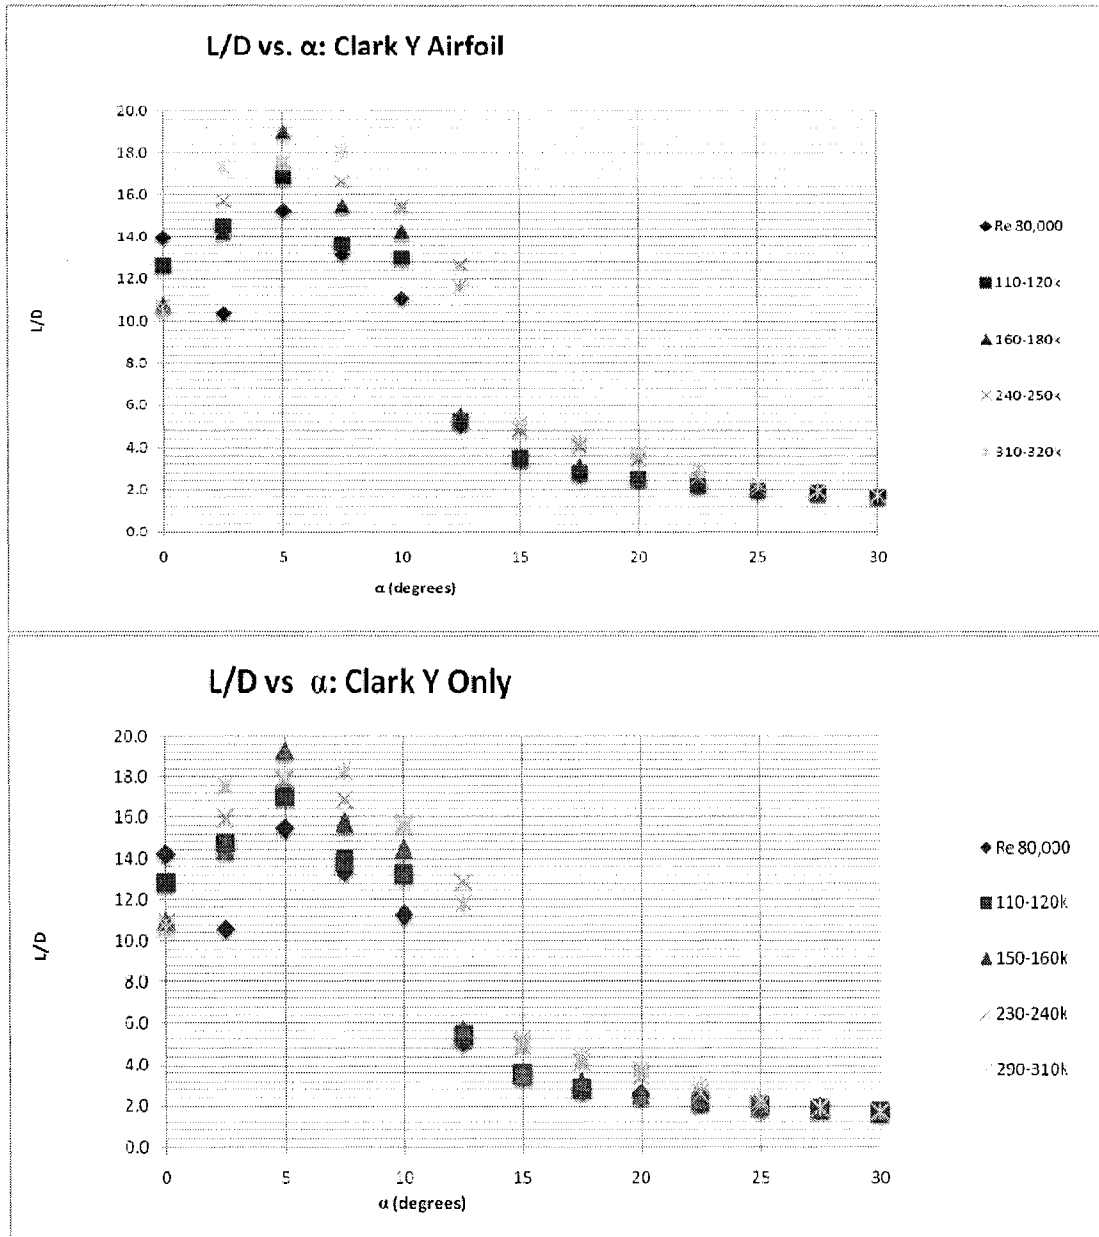 L/D vs. α: Clark Y Airfoil
20.0
18.0
16.0
14.0
12.0
10.0
8.0
6.0
4.0
2.0
0.0
L/D
0 5 10 15 20 25 30
α (degrees)
Re 80,000
110-120k
160-180k
240-250k
310-320k
L/D vs α: Clark Y Only
20.0
18.0
16.0
14.0
12.0
10.0
8.0
6.0
4.0
2.0
0.0
L/D
0 5 10 15 20 25 30
α (degrees)
Re 80,000
110-120k
150-160k
230-240k
290-310k